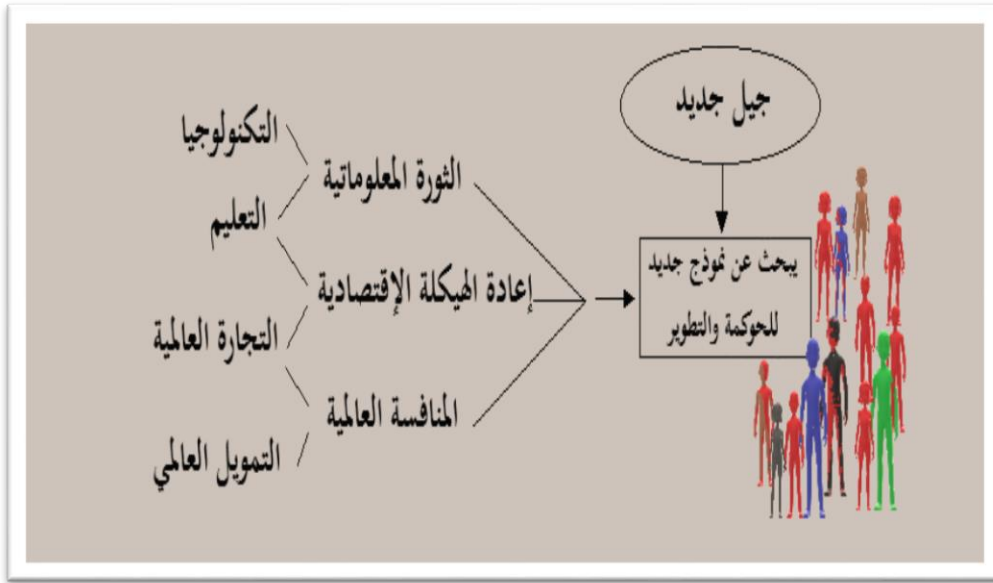 جيل جديد
يبحث عن نموذج جديد
للحوكمة والتطوير
الثورة المعلوماتية
إعادة الهيكلة الإقتصادية
المنافسة العالمية
التكنولوجيا
التعليم
التجارة العالمية
التمويل العالمي